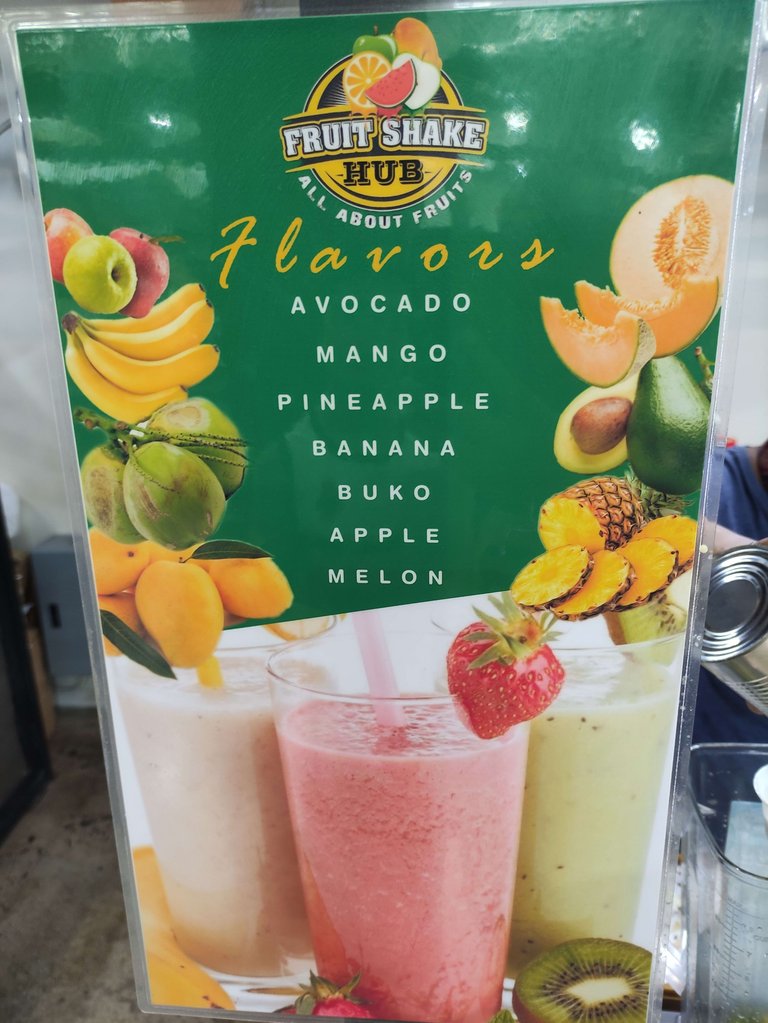 FRUIT SHAKE
HUB
ALL ABOUT FRUITS
Flavors
AVOCADO
MANGO
PINEAPPLE
BANANA
BUKO
APPLE
MELON